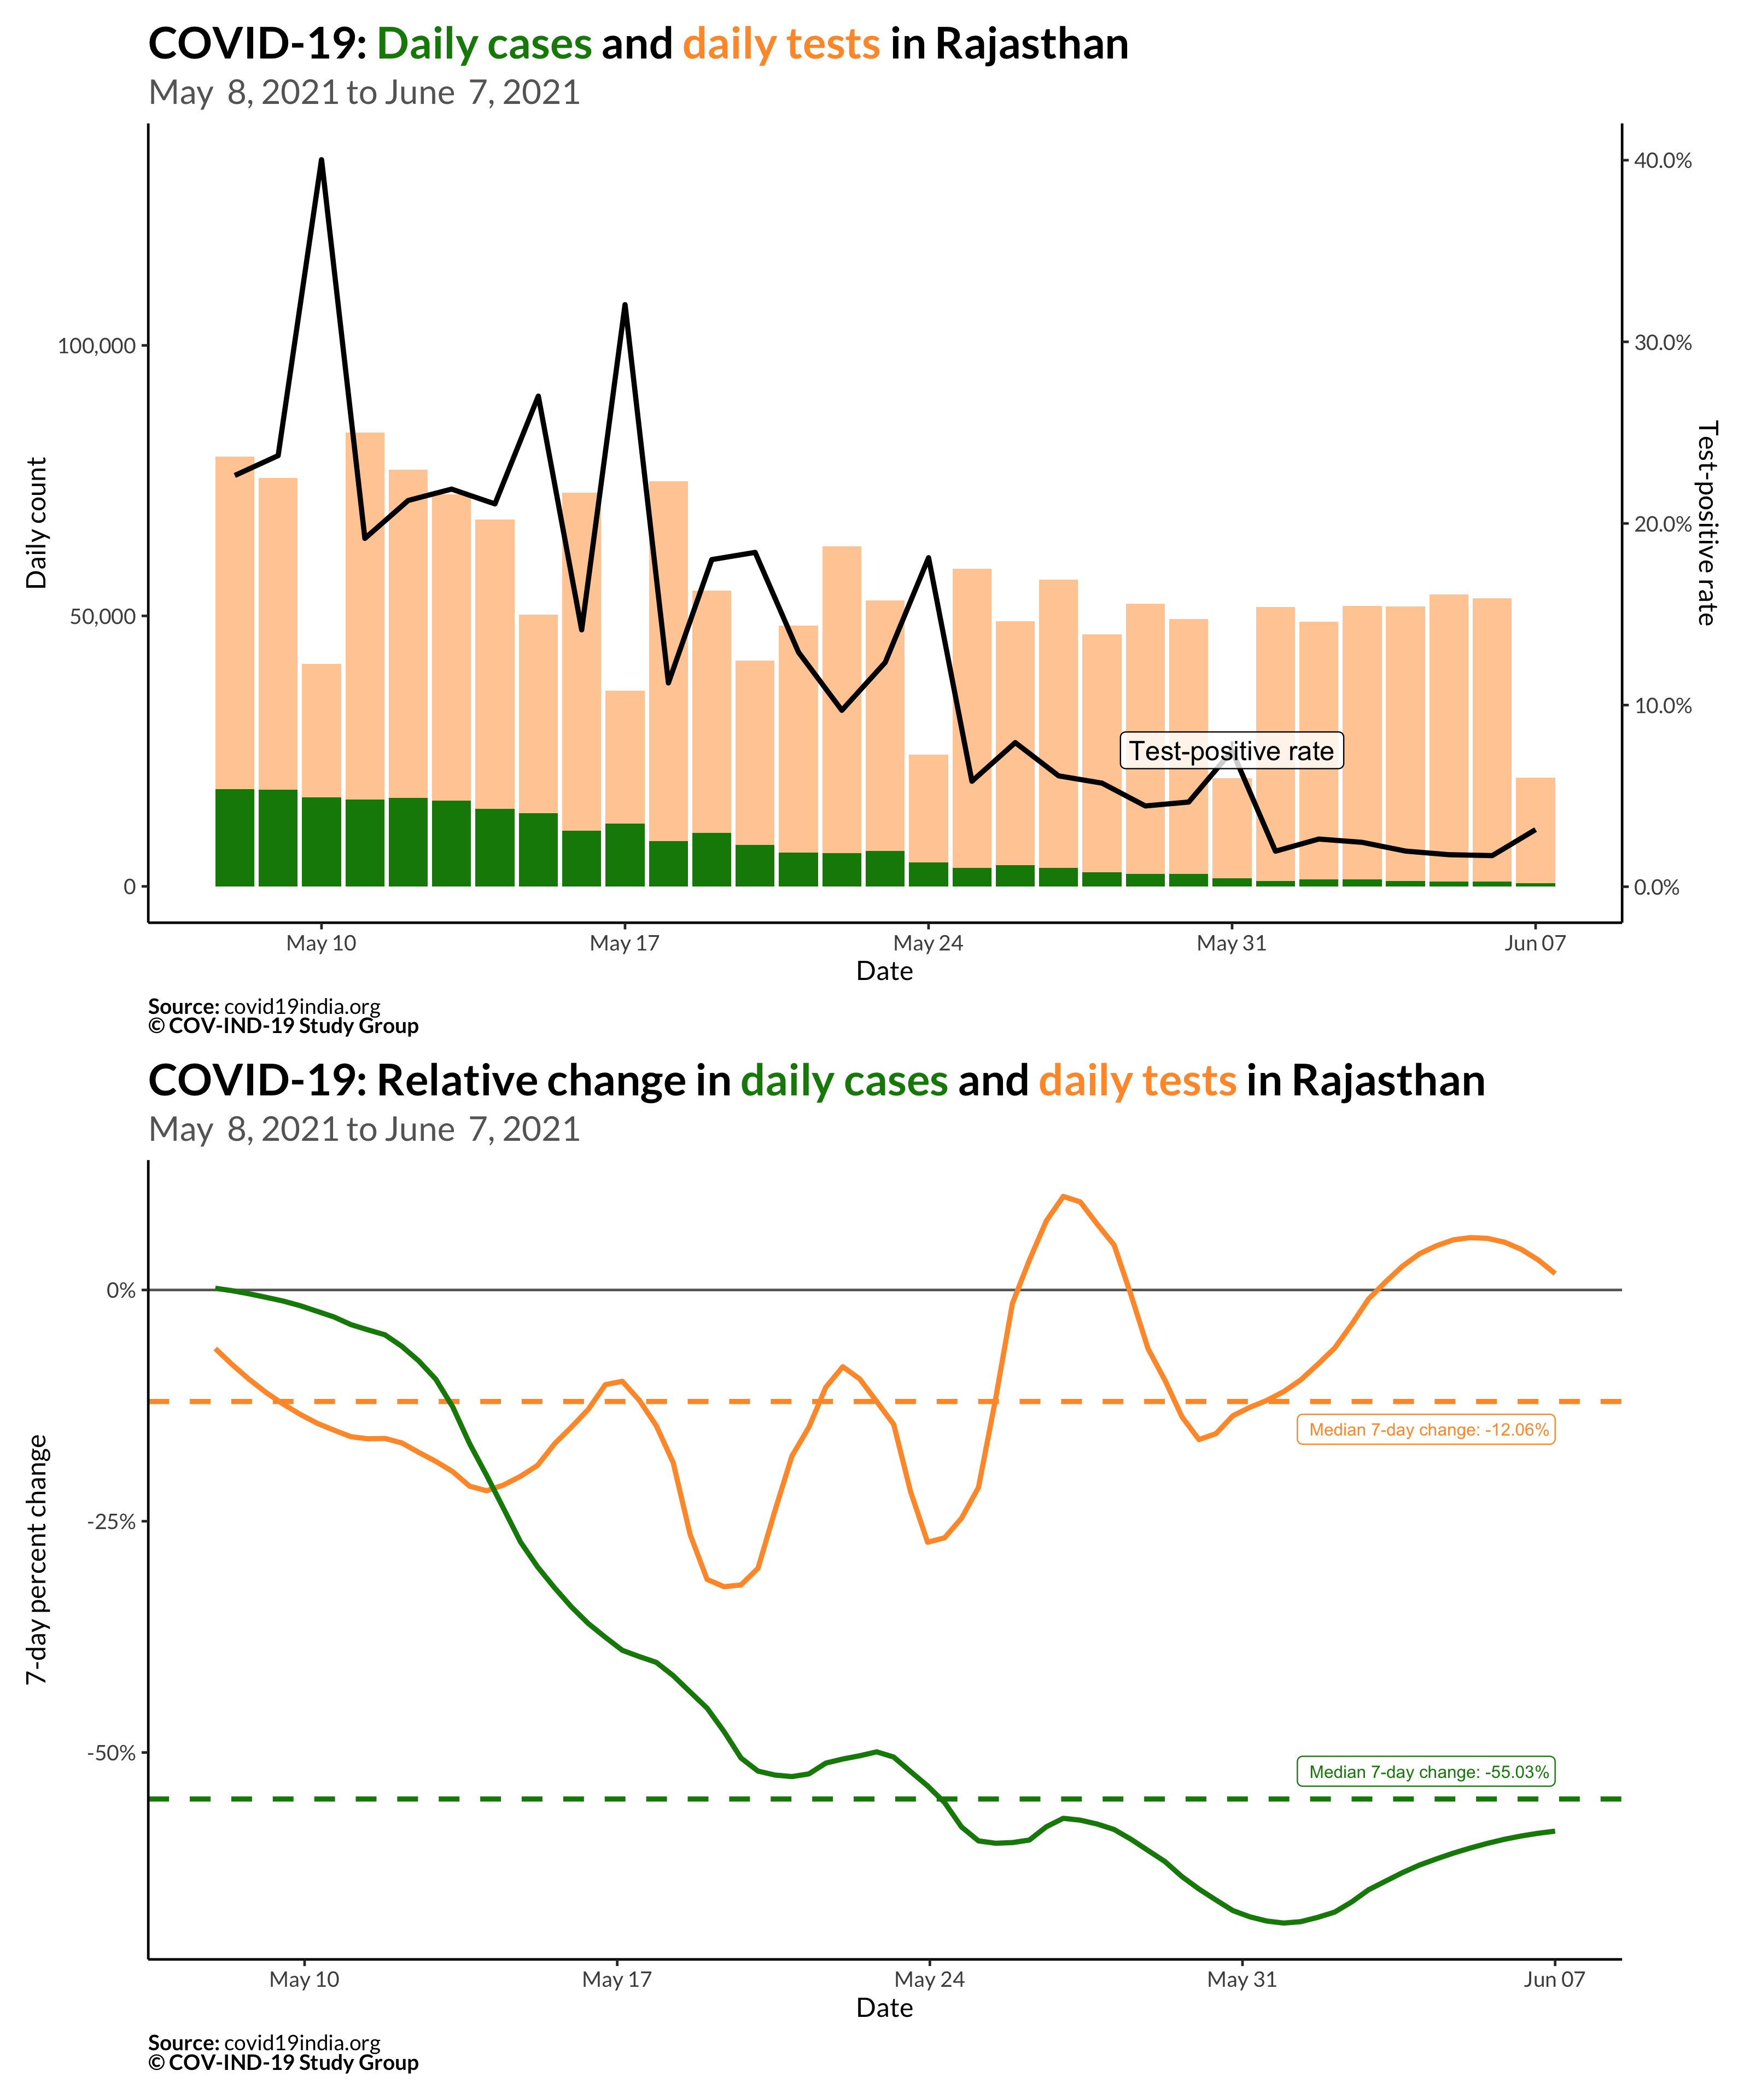 COVID-19: Daily cases and daily tests in Rajasthan
May 8, 2021 to June 7, 2021
Daily count
100,000
50,000
0
40.0%
30.0%
20.0%
10.0%
0.0%
Test-positive rate
Test-positive rate
May 10
May 17
May 24
May 31
Jun 07
Date
Source: covid19india.org
© COV-IND-19 Study Group
COVID-19: Relative change in daily cases and daily tests in Rajasthan
May 8, 2021 to June 7, 2021
7-day percent change
0%
-25%
-50%
Median 7-day change: -12.06%
Median 7-day change: -55.03%
May 10
May 17
May 24
May 31
Jun 07
Date
Source: covid19india.org
© COV-IND-19 Study Group